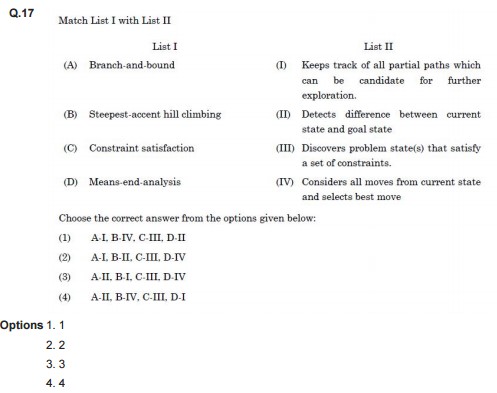 Q.17
Match List I with List II
List I List II
(A) Branch-and-bound (I) Keeps track of all partial paths which
can be candidate for further
exploration.
(B) Steepest-accent hill climbing (II) Detects difference between current
state and goal state
(C) Constraint satisfaction (III) Discovers problem state(s) that satisfy
a set of constraints.
(D) Means-end-analysis (IV) Considers all moves from current state
and selects best move
Choose the correct answer from the options given below:
(1) A-I, B-IV, C-III, D-II
(2) A-I, B-II, C-III, D-IV
(3) A-II, B-I, C-III, D-IV
(4) A-II, B-IV, C-III, D-I
Options 1. 1
2. 2
3. 3
4. 4